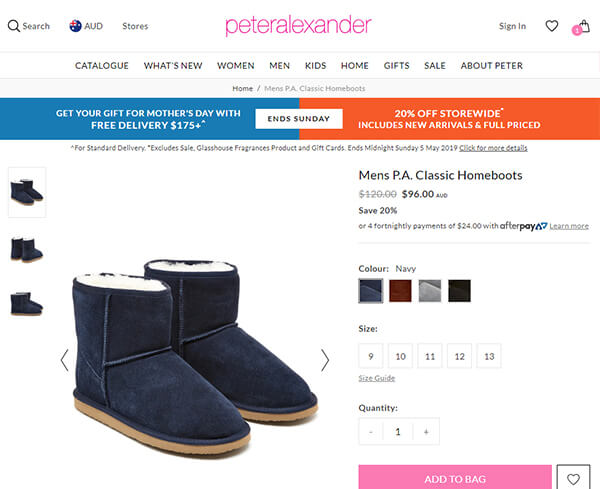 Search AUD Stores peteralexander Sign In 1
CATALOGUE WHAT'S NEW WOMEN MEN KIDS HOME GIFTS SALE ABOUT PETER
Home / Mens P.A. Classic Homeboots
GET YOUR GIFT FOR MOTHER'S DAY WITH
FREE DELIVERY $175+^
ENDS SUNDAY
20% OFF STOREWIDE*
INCLUDES NEW ARRIVALS & FULL PRICED
^For Standard Delivery. *Excludes Sale, Glasshouse Fragrances Product and Gift Cards. Ends Midnight Sunday 5 May 2019 Click for more details
Mens P.A. Classic Homeboots
$120.00 $96.00 AUD
Save 20%
or 4 fortnightly payments of $24.00 with afterpay Learn more
Colour: Navy
Size:
9 10 11 12 13
Size Guide
Quantity:
- 1 +
ADD TO BAG